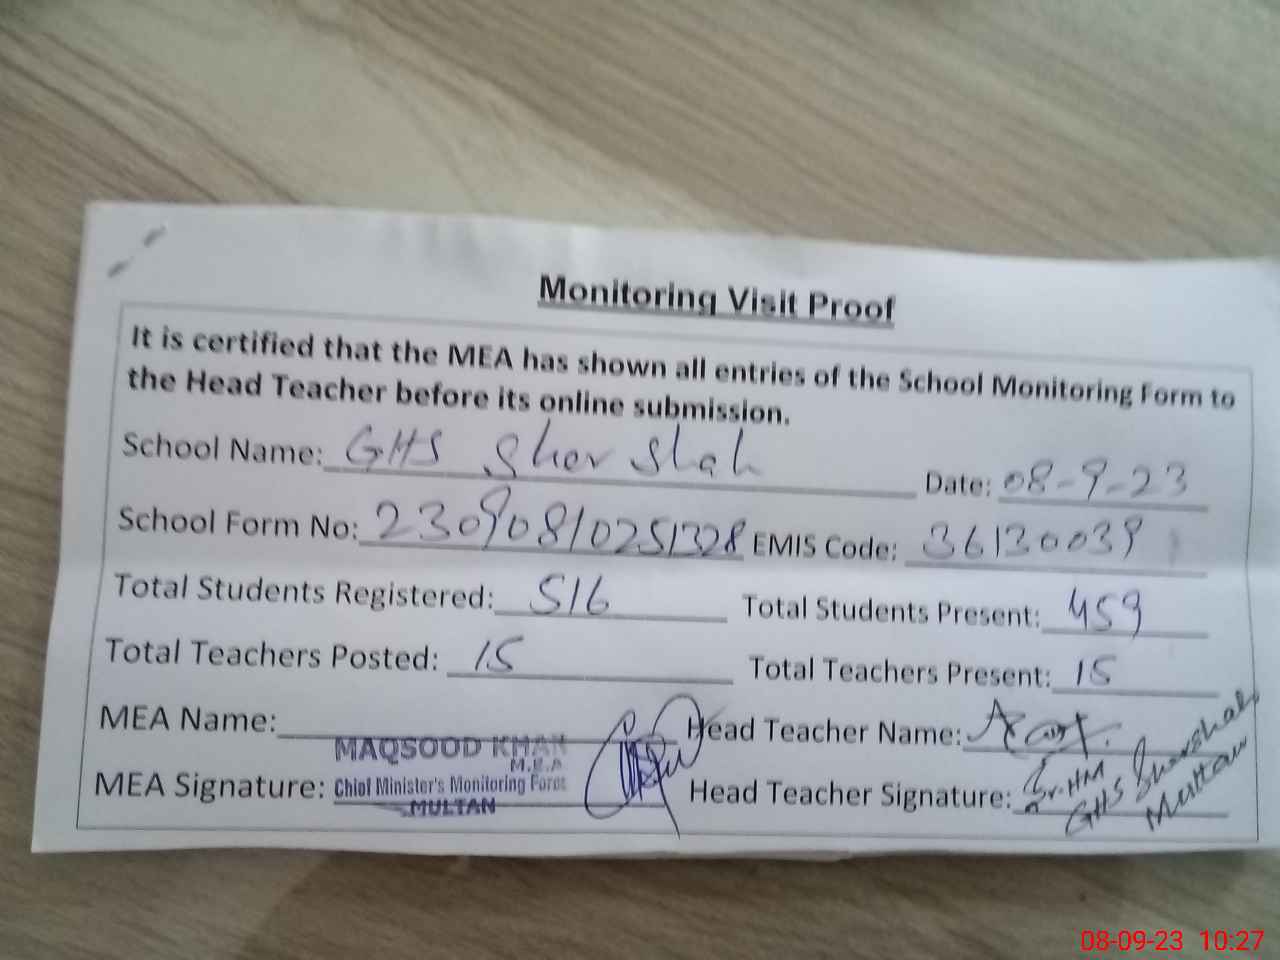 Monitoring Visit Proof
It is certified that the MEA has shown all entries of the School Monitoring Form to
the Head Teacher before its online submission.
School Name: GHS Sher Shah Date: 08-9-23
School Form No: 23090810251328 EMIS Code: 36130039
Total Students Registered: 516 Total Students Present: 459
Total Teachers Posted: 15 Total Teachers Present: 15
MEA Name: Head Teacher Name:
MAQSOOD KHAN
M.E.A
MEA Signature: Chief Minister's Monitoring Force Head Teacher Signature: Sr. HM
MULTAN
GHS Shershah
Multan
08-09-23 10:27